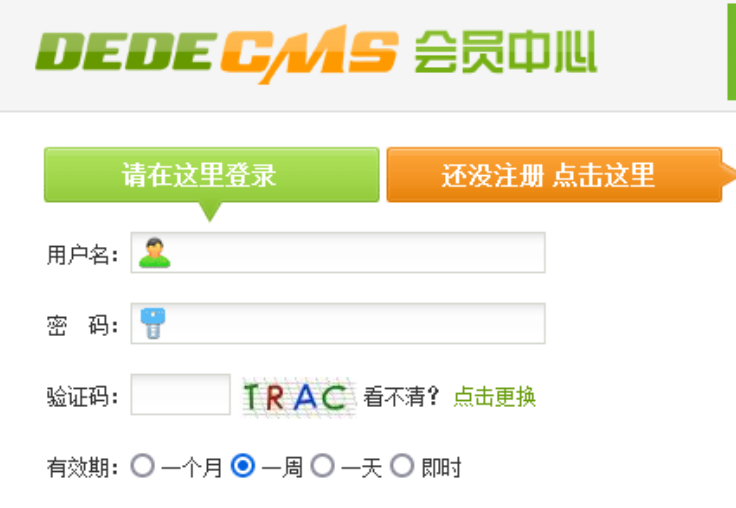 DEDECMS 会员中心
请在这里登录 还没注册 点击这里
用户名：
密 码：
验证码： TRAC 看不清？ 点击更换
有效期： 一个月 一周 一天 即时